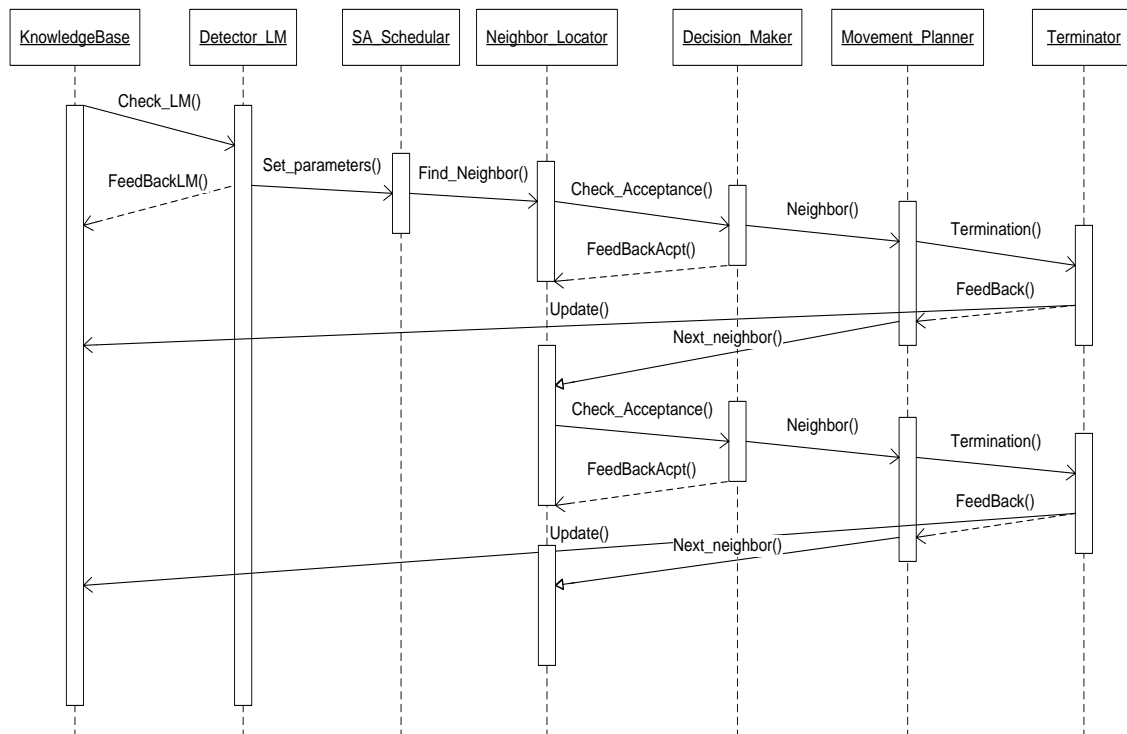 KnowledgeBase
Detector_LM
SA_Schedular
Neighbor_Locator
Decision_Maker
Movement_Planner
Terminator
Check_LM()
FeedBackLM()
Set_parameters()
Find_Neighbor()
Check_Acceptance()
Neighbor()
Termination()
FeedBackAcpt()
FeedBack()
Update()
Next_neighbor()
Check_Acceptance()
Neighbor()
Termination()
FeedBackAcpt()
FeedBack()
Update()
Next_neighbor()